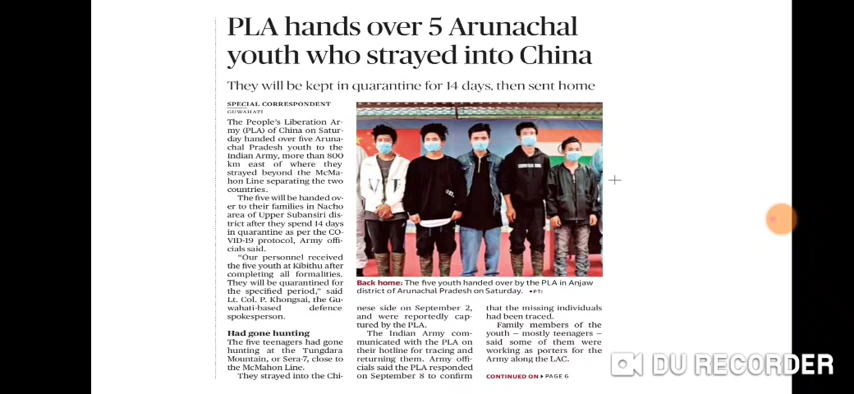 PLA hands over 5 Arunachal
youth who strayed into China
They will be kept in quarantine for 14 days, then sent home
SPECIAL CORRESPONDENT
GUWAHATI
The People's Liberation Ar-
my (PLA) of China on Satur-
day handed over five Aruna-
chal Pradesh youth to the
Indian Army, more than 800
km east of where they
strayed beyond the McMa-
hon Line separating the two
countries.
The five will be handed ov-
er to their families in Nacho
area of Upper Subansiri dis-
trict after they spend 14 days
in quarantine as per the CO-
VID-19 protocol, Army offi-
cials said.
"Our personnel received
the five youth at Kibithu after
completing all formalities.
They will be quarantined for
the specified period," said
Lt. Col. P. Khongsai, the Gu-
wahati-based defence
spokesperson.
Had gone hunting
The five teenagers had gone
hunting at the Tungdara
Mountain, or Sera-7, close to
the McMahon Line.
They strayed into the Chi-
Back home: The five youth handed over by the PLA in Anjaw
district of Arunachal Pradesh on Saturday. •PTI
nese side on September 2,
and were reportedly cap-
tured by the PLA.
The Indian Army com-
municated with the PLA on
their hotline for tracing and
returning them. Army offi-
cials said the PLA responded
on September 8 to confirm
that the missing individuals
had been traced.
Family members of the
youth – mostly teenagers –
said some of them were
working as porters for the
Army along the LAC.
CONTINUED ON ▸ PAGE 6
DU RECORDER